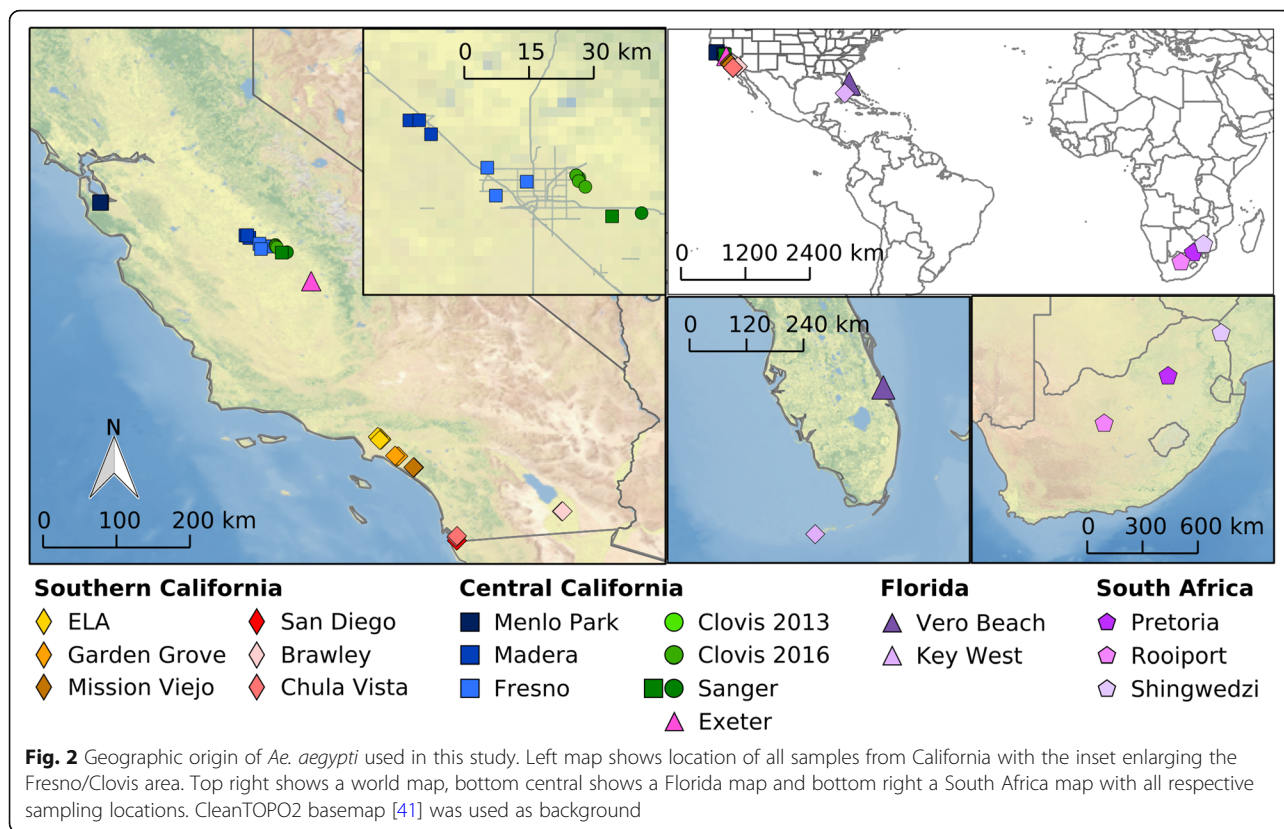 0 15 30 km
N
0 100 200 km
0 1200 2400 km
0 120 240 km
0 300 600 km
Southern California
ELA
Garden Grove
Mission Viejo
San Diego
Brawley
Chula Vista
Central California
Menlo Park
Madera
Fresno
Clovis 2013
Clovis 2016
Sanger
Exeter
Florida
Vero Beach
Key West
South Africa
Pretoria
Rooiport
Shingwedzi
Fig. 2 Geographic origin of Ae. aegypti used in this study. Left map shows location of all samples from California with the inset enlarging the
Fresno/Clovis area. Top right shows a world map, bottom central shows a Florida map and bottom right a South Africa map with all respective
sampling locations. CleanTOPO2 basemap [41] was used as background